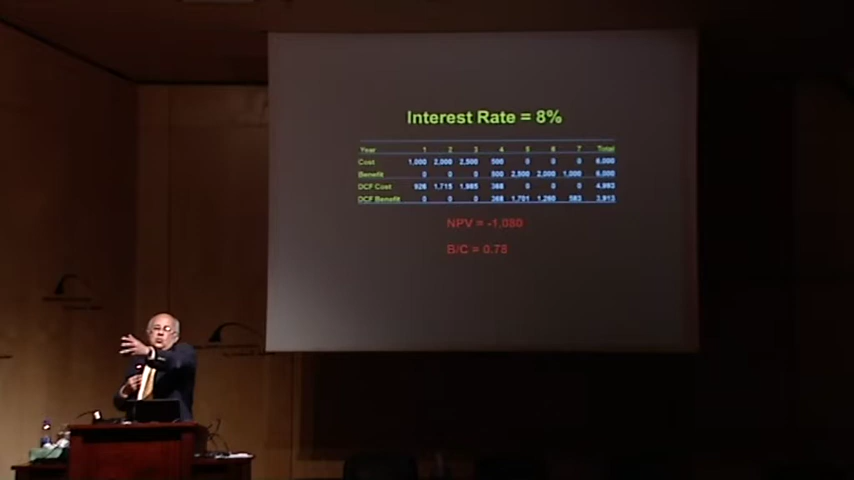 Interest Rate = 8%
Year 1 2 3 4 5 6 7 Total
Cost 1,000 2,000 2,500 500 0 0 0 6,000
Benefit 0 0 0 500 2,500 2,000 1,000 6,000
DCF Cost 926 1,715 1,985 368 0 0 0 4,993
DCF Benefit 0 0 0 368 1,701 1,260 583 3,913
NPV = -1,080
B/C = 0.78